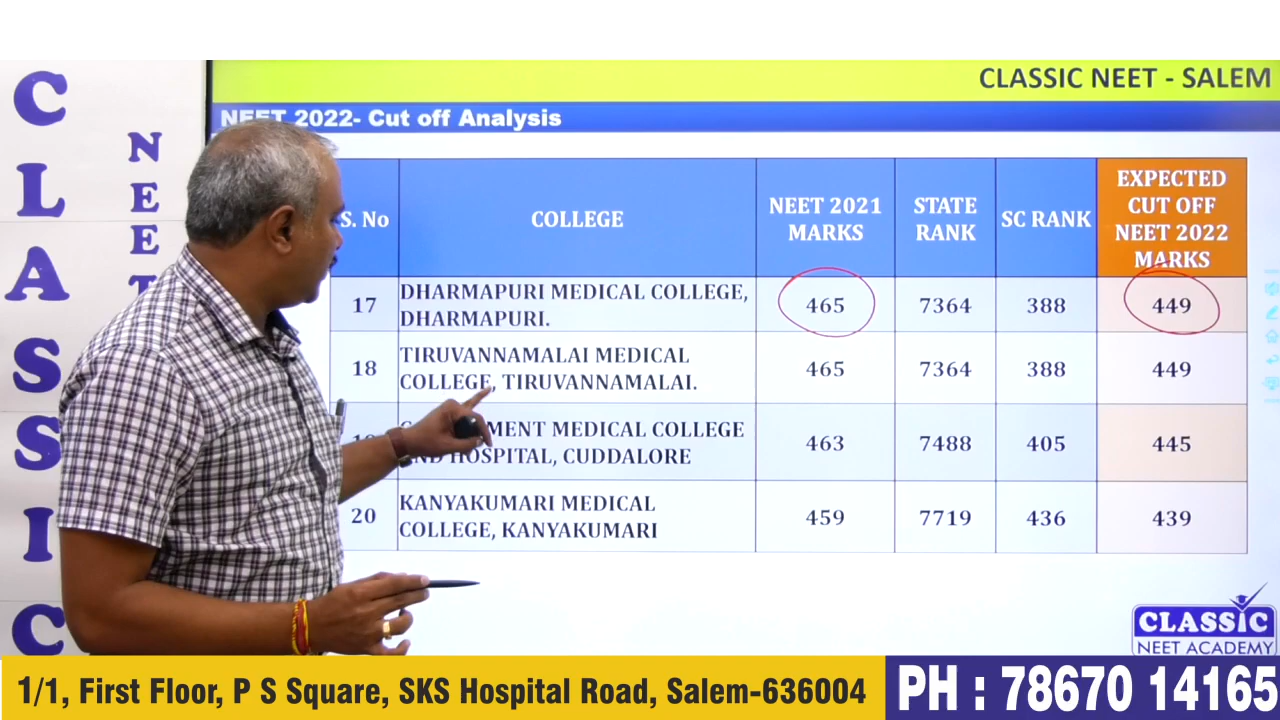 CLASSIC
NEET
CLASSIC NEET - SALEM
NEET 2022- Cut off Analysis
S. No
COLLEGE
NEET 2021
MARKS
STATE
RANK
SC RANK
EXPECTED
CUT OFF
NEET 2022
MARKS
17
DHARMAPURI MEDICAL COLLEGE,
DHARMAPURI.
465
7364
388
449
18
TIRUVANNAMALAI MEDICAL
COLLEGE, TIRUVANNAMALAI.
465
7364
388
449
MEDICAL COLLEGE
HOSPITAL, CUDDALORE
463
7488
405
445
20
KANYAKUMARI MEDICAL
COLLEGE, KANYAKUMARI
459
7719
436
439
CLASSIC
NEET ACADEMY
1/1, First Floor, P S Square, SKS Hospital Road, Salem-636004
PH : 78670 14165